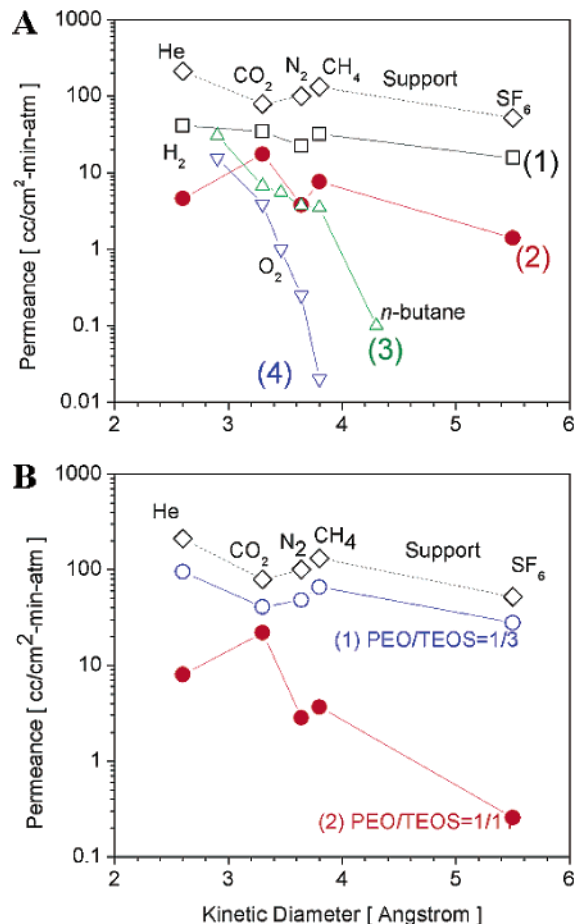 A
1000
100
10
1
0.1
0.01
Permeance [ cc/cm²-min-atm]
He
CO₂
N₂
CH₄
Support
SF₆
H₂
(1)
(2)
O₂
n-butane
(3)
(4)
2
3
4
5
6
B
1000
100
10
1
0.1
Permeance [ cc/cm²-min-atm]
He
CO₂
N₂
CH4
Support
SF₆
(1) PEO/TEOS=1/3
(2) PEO/TEOS=1/11
2
3
4
5
6
Kinetic Diameter [ Angstrom ]